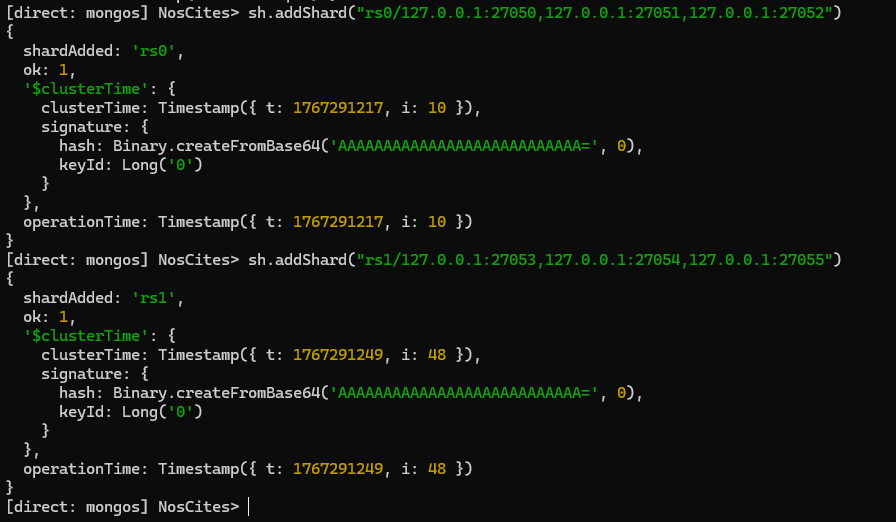 [direct: mongos] NosCites> sh.addShard("rs0/127.0.0.1:27050,127.0.0.1:27051,127.0.0.1:27052")
{
  shardAdded: 'rs0',
  ok: 1,
  '$clusterTime': {
    clusterTime: Timestamp({ t: 1767291217, i: 10 }),
    signature: {
      hash: Binary.createFromBase64('AAAAAAAAAAAAAAAAAAAAAAAAAAA=', 0),
      keyId: Long('0')
    }
  },
  operationTime: Timestamp({ t: 1767291217, i: 10 })
}
[direct: mongos] NosCites> sh.addShard("rs1/127.0.0.1:27053,127.0.0.1:27054,127.0.0.1:27055")
{
  shardAdded: 'rs1',
  ok: 1,
  '$clusterTime': {
    clusterTime: Timestamp({ t: 1767291249, i: 48 }),
    signature: {
      hash: Binary.createFromBase64('AAAAAAAAAAAAAAAAAAAAAAAAAAA=', 0),
      keyId: Long('0')
    }
  },
  operationTime: Timestamp({ t: 1767291249, i: 48 })
}
[direct: mongos] NosCites>